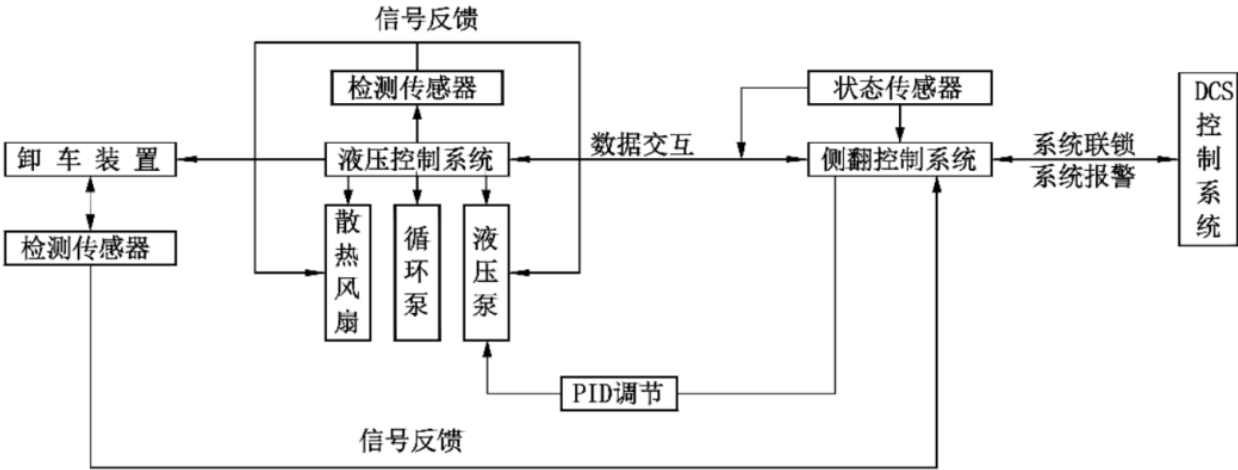 信号反馈
检测传感器
状态传感器
DCS控制系统
卸车装置
液压控制系统
数据交互
侧翻控制系统
系统联锁
系统报警
检测传感器
散热风扇
循环泵
液压泵
PID调节
信号反馈